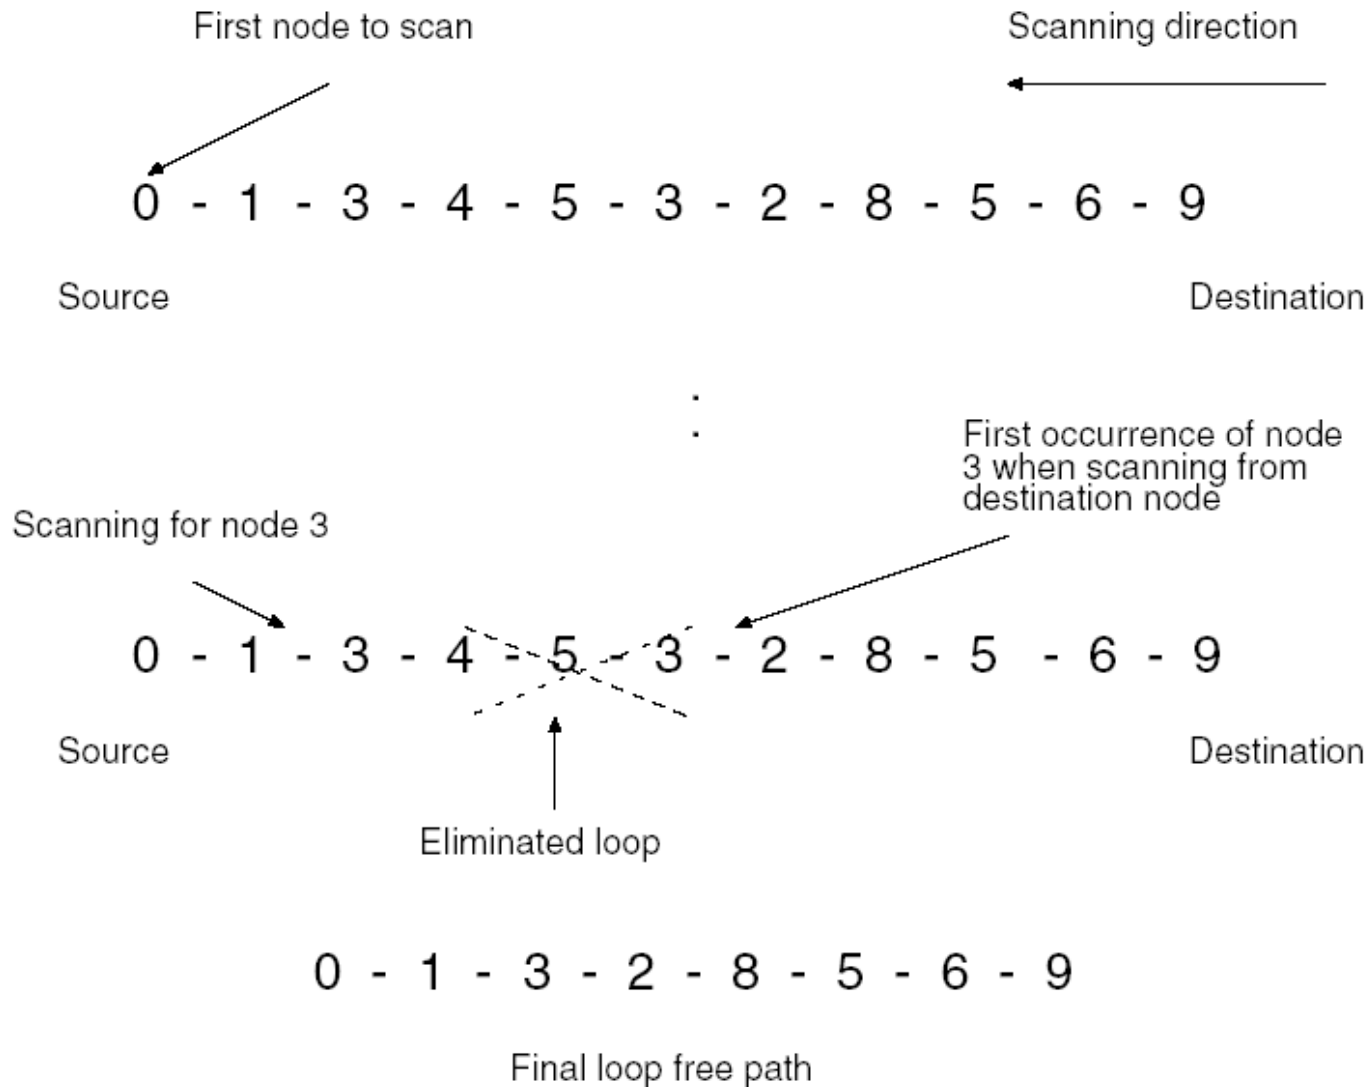 First node to scan
Scanning direction
0 - 1 - 3 - 4 - 5 - 3 - 2 - 8 - 5 - 6 - 9
Source
Destination
:
First occurrence of node
3 when scanning from
destination node
Scanning for node 3
0 - 1 - 3 - 4 - 5 - 3 - 2 - 8 - 5 - 6 - 9
Source
Destination
Eliminated loop
0 - 1 - 3 - 2 - 8 - 5 - 6 - 9
Final loop free path